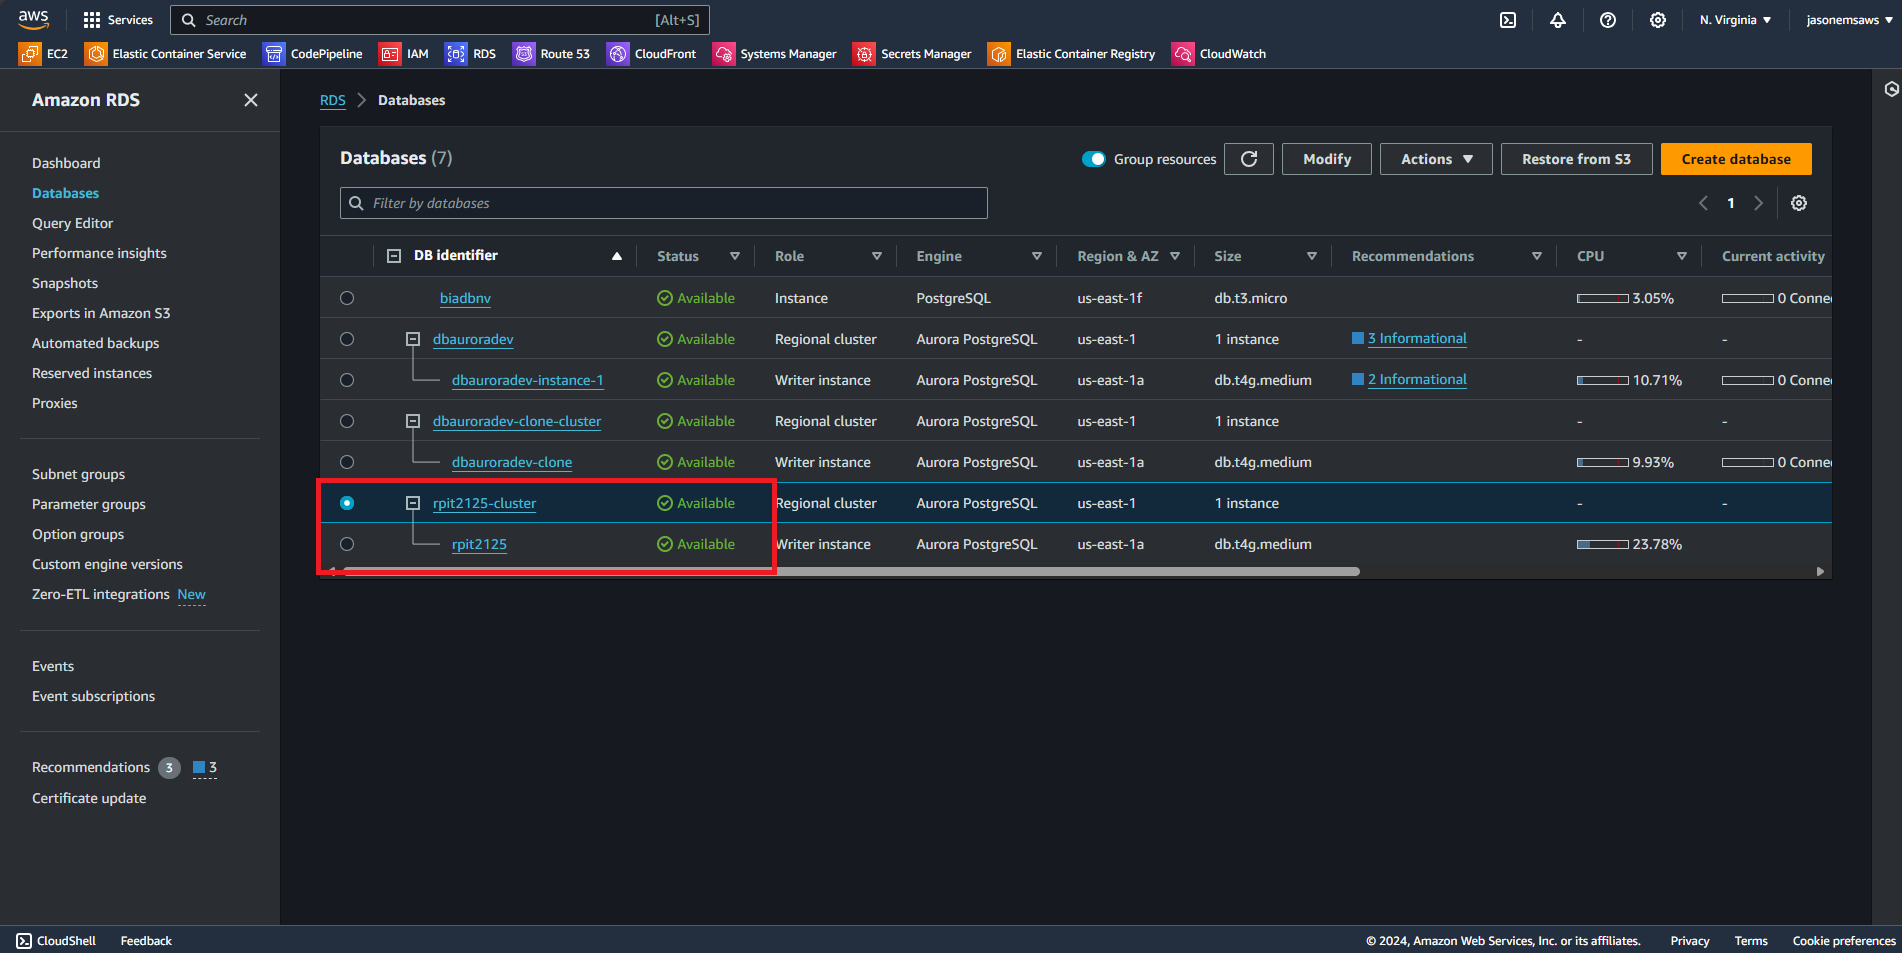 aws Services Search [Alt+S] N. Virginia jasonemsaws
EC2 Elastic Container Service CodePipeline IAM RDS Route 53 CloudFront Systems Manager Secrets Manager Elastic Container Registry CloudWatch
Amazon RDS
Dashboard
Databases
Query Editor
Performance insights
Snapshots
Exports in Amazon S3
Automated backups
Reserved instances
Proxies
Subnet groups
Parameter groups
Option groups
Custom engine versions
Zero-ETL integrations New
Events
Event subscriptions
Recommendations 3 3
Certificate update
RDS Databases
Databases (7) Group resources Modify Actions Restore from S3 Create database
Filter by databases 1
DB identifier Status Role Engine Region & AZ Size Recommendations CPU Current activity
biadbnv Available Instance PostgreSQL us-east-1f db.t3.micro 3.05% 0 Conne
dbauroradev Available Regional cluster Aurora PostgreSQL us-east-1 1 instance 3 Informational - -
dbauroradev-instance-1 Available Writer instance Aurora PostgreSQL us-east-1a db.t4g.medium 2 Informational 10.71% 0 Conne
dbauroradev-clone-cluster Available Regional cluster Aurora PostgreSQL us-east-1 1 instance - -
dbauroradev-clone Available Writer instance Aurora PostgreSQL us-east-1a db.t4g.medium 9.93% 0 Conne
rpit2125-cluster Available Regional cluster Aurora PostgreSQL us-east-1 1 instance - -
rpit2125 Available Writer instance Aurora PostgreSQL us-east-1a db.t4g.medium 23.78%
CloudShell Feedback © 2024, Amazon Web Services, Inc. or its affiliates. Privacy Terms Cookie preferences